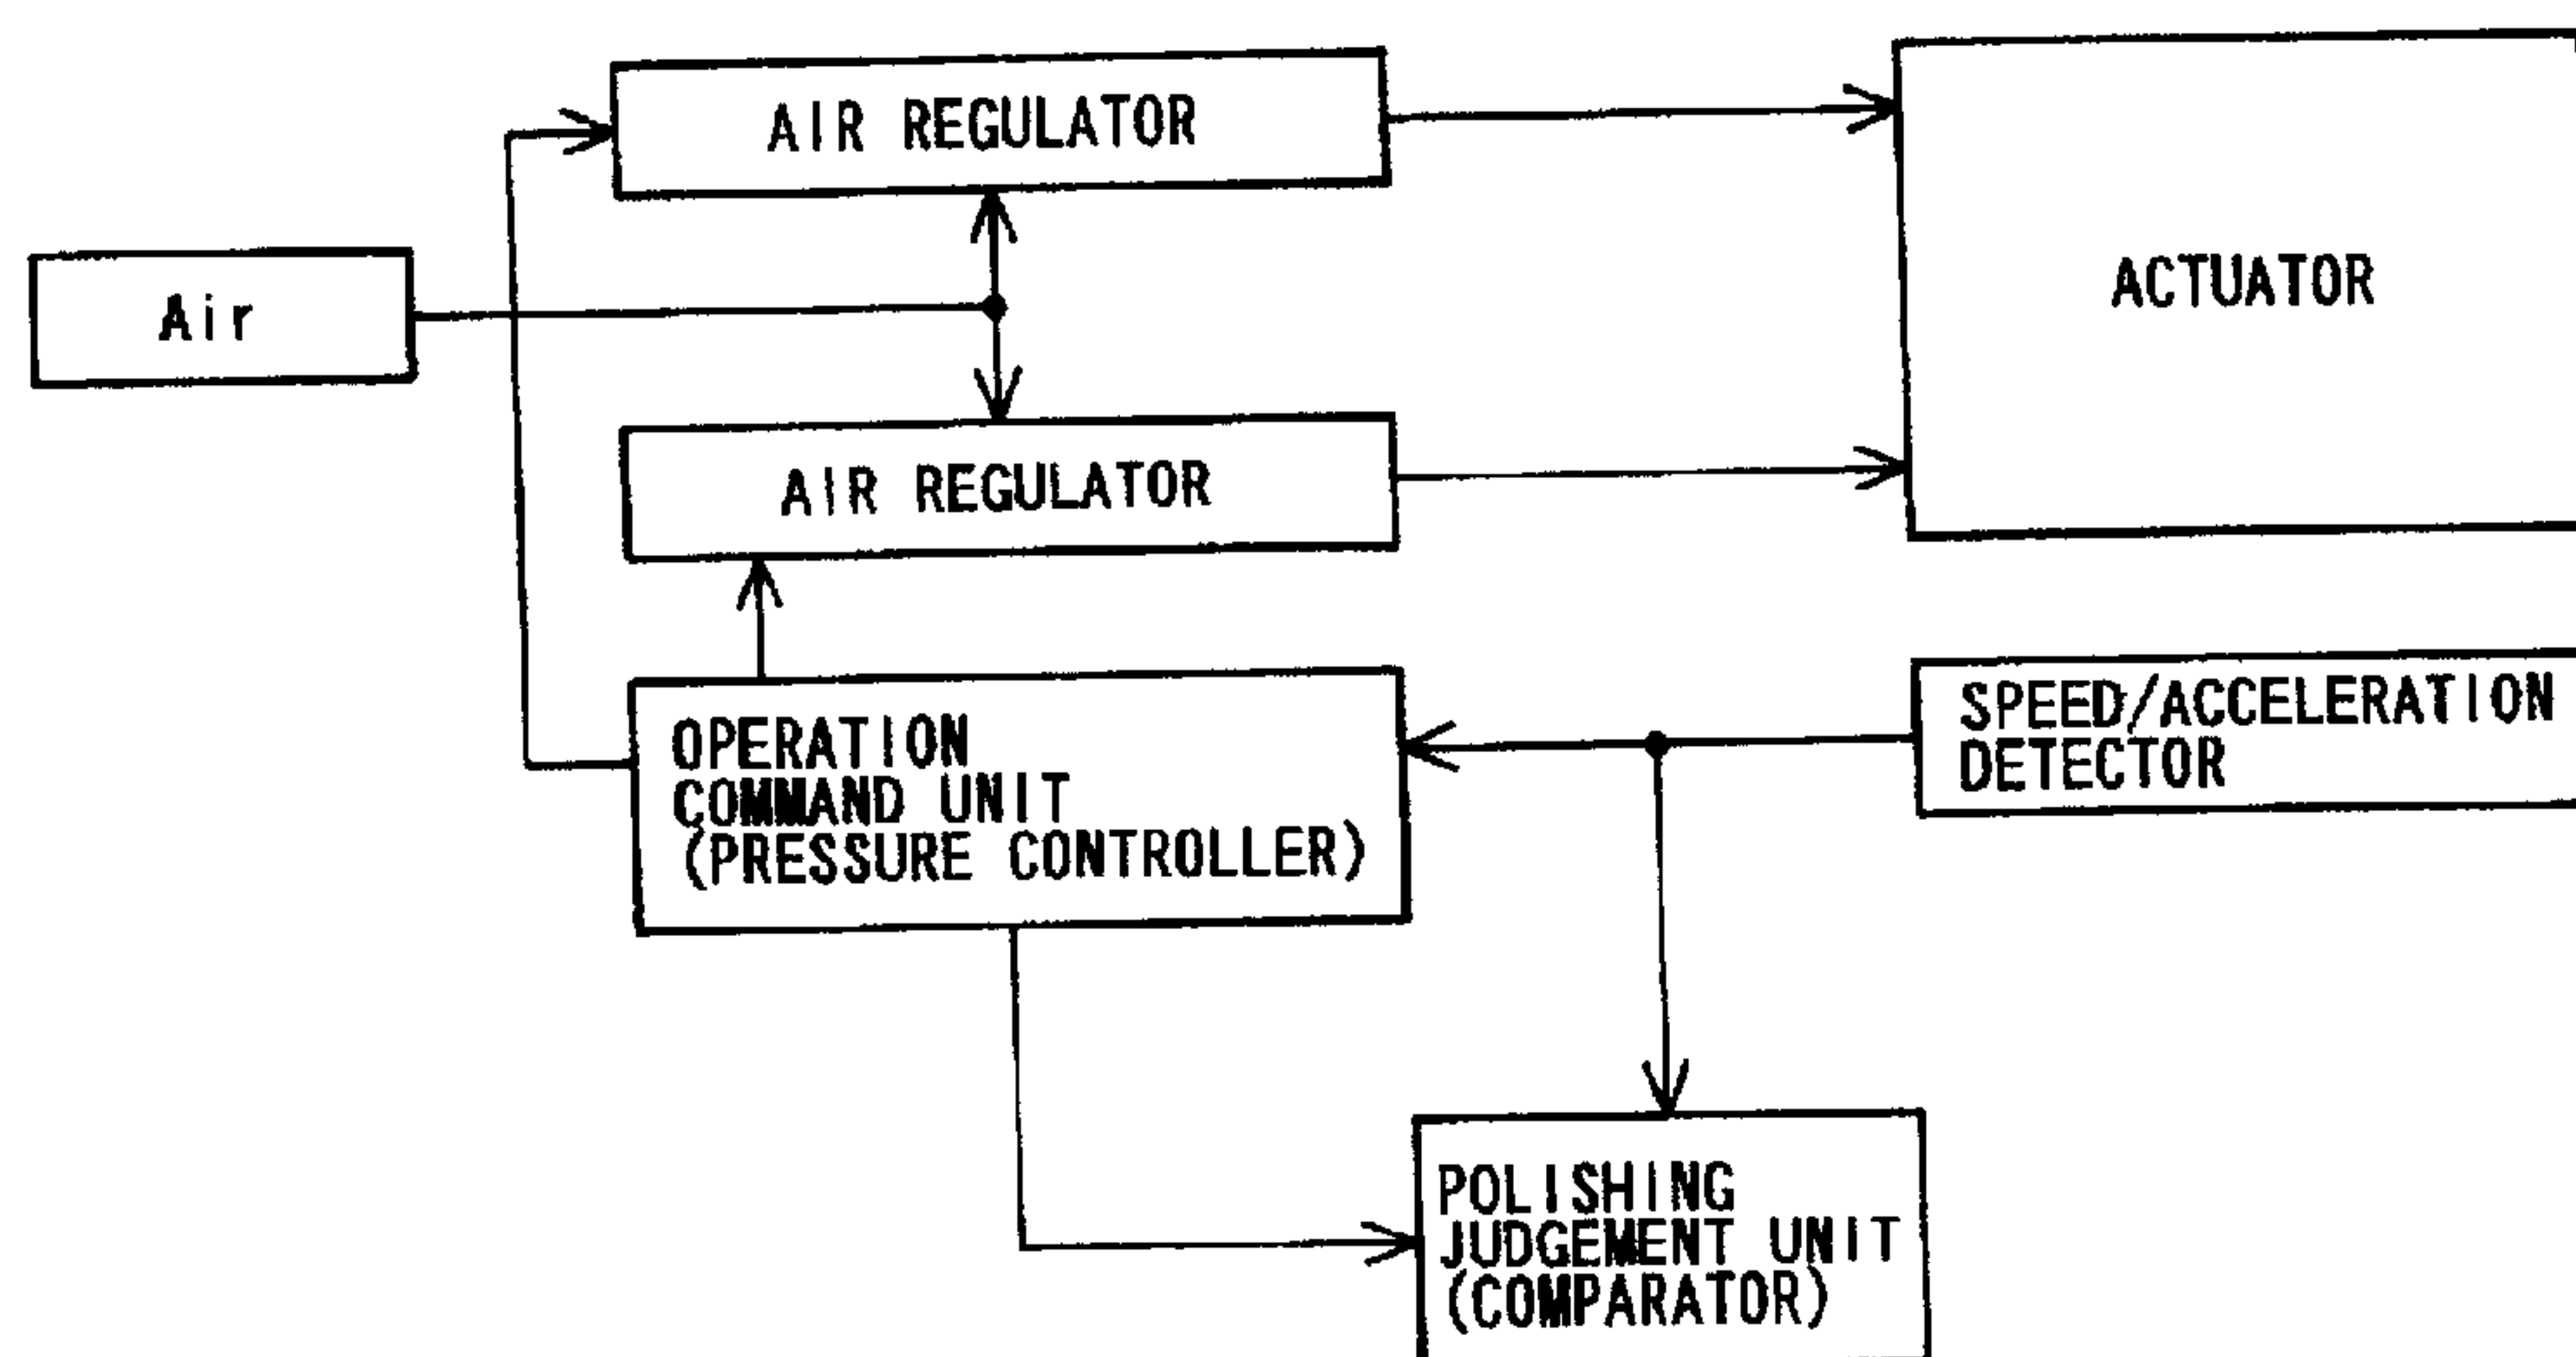 AIR REGULATOR
Air
ACTUATOR
AIR REGULATOR
OPERATION
COMMAND UNIT
(PRESSURE CONTROLLER)
SPEED/ACCELERATION
DETECTOR
POLISHING
JUDGEMENT UNIT
(COMPARATOR)